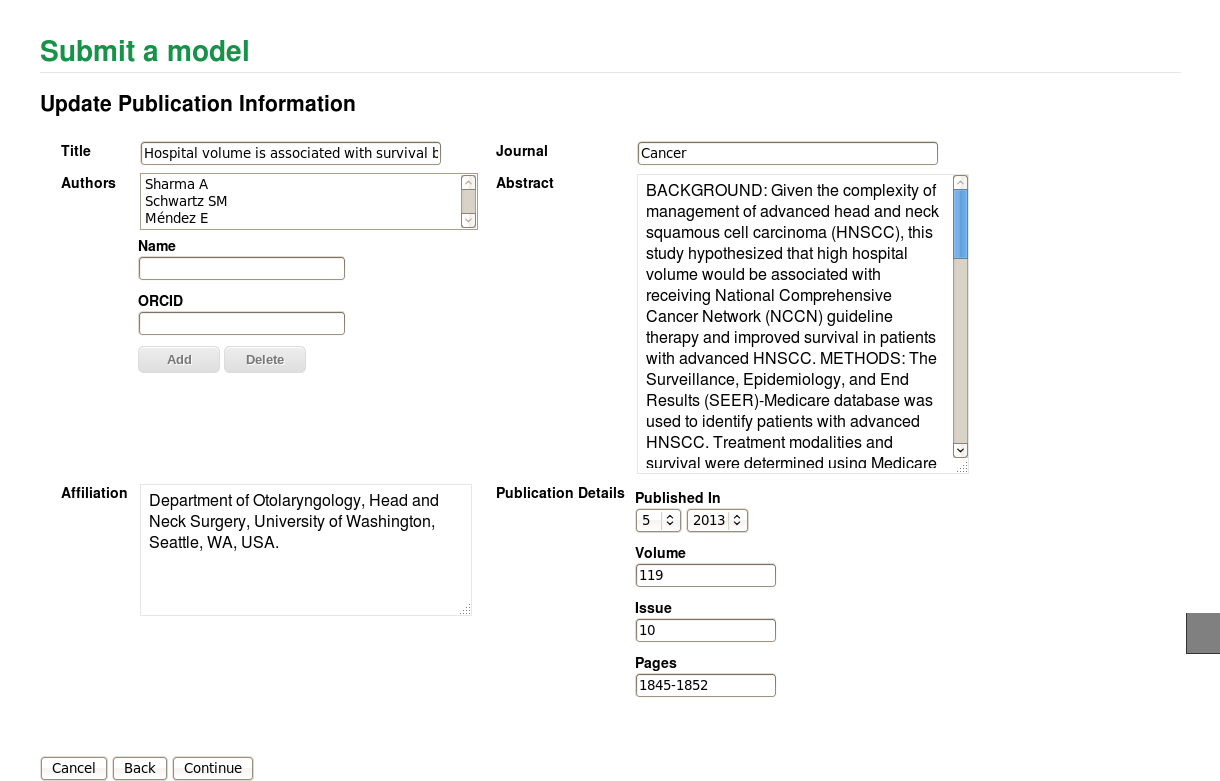 Submit a model
Update Publication Information
Title
Hospital volume is associated with survival b
Authors
Sharma A
Schwartz SM
Méndez E
Name
ORCID
Add Delete
Journal
Cancer
Abstract
BACKGROUND: Given the complexity of
management of advanced head and neck
squamous cell carcinoma (HNSCC), this
study hypothesized that high hospital
volume would be associated with
receiving National Comprehensive
Cancer Network (NCCN) guideline
therapy and improved survival in patients
with advanced HNSCC. METHODS: The
Surveillance, Epidemiology, and End
Results (SEER)-Medicare database was
used to identify patients with advanced
HNSCC. Treatment modalities and
survival were determined using Medicare
Affiliation
Department of Otolaryngology, Head and
Neck Surgery, University of Washington,
Seattle, WA, USA.
Publication Details
Published In
5 2013
Volume
119
Issue
10
Pages
1845-1852
Cancel Back Continue